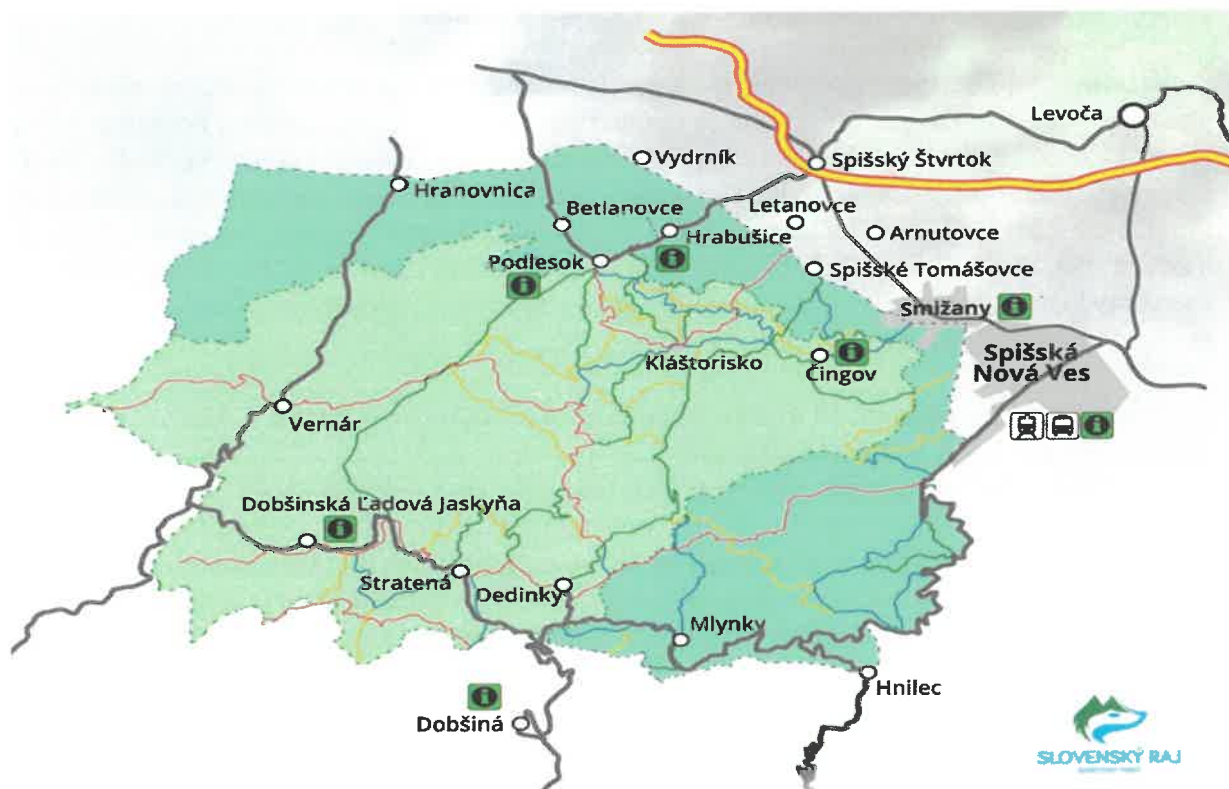 Levoča
Vydrník
Spišský Štvrtok
Hranovnica
Betlanovce
Letanovce
Hrabušice
Arnutovce
Podlesok
Spišské Tomášovce
Smižany
Kláštorisko
Čingov
Spišská
Nová Ves
Vernár
Dobšinská Ľadová Jaskyňa
Stratená
Dedinky
Mlynky
Hnilec
Dobšiná
SLOVENSKÝ RAJ